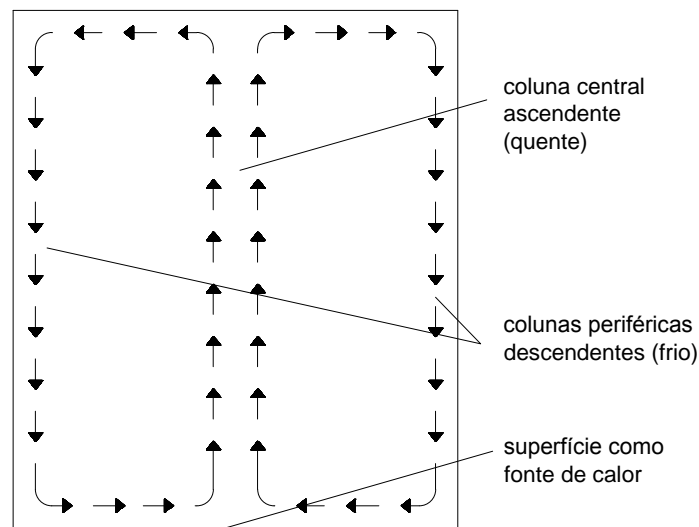 coluna central
ascendente
(quente)
colunas periféricas
descendentes (frio)
superfície como
fonte de calor